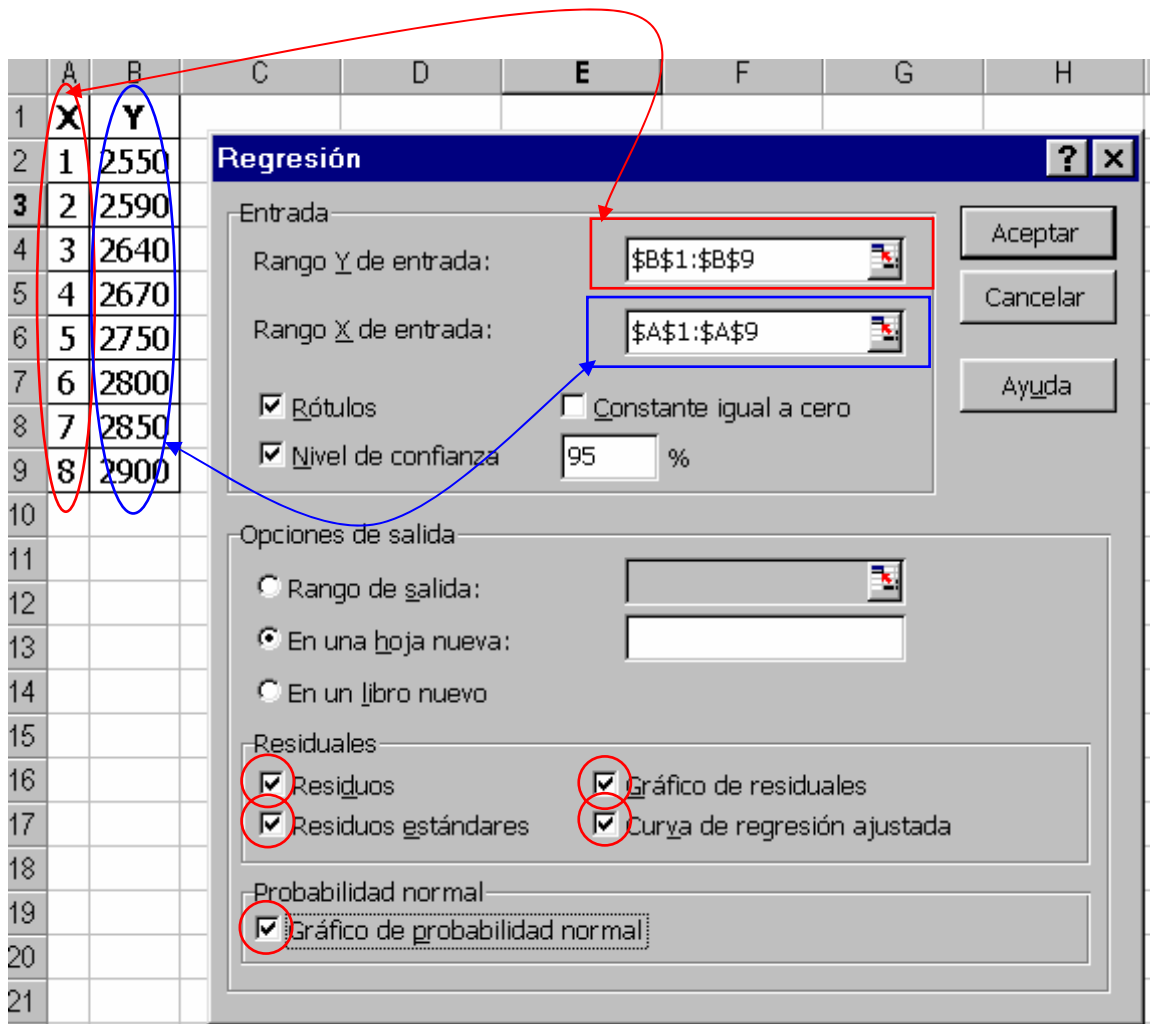 A B C D E F G H
1 X Y
2 1 2550
3 2 2590
4 3 2640
5 4 2670
6 5 2750
7 6 2800
8 7 2850
9 8 2900
10
11
12
13
14
15
16
17
18
19
20
21
Regresión ? ×
Entrada
Rango Y de entrada: $B$1:$B$9
Rango X de entrada: $A$1:$A$9
Rótulos Constante igual a cero
Nivel de confianza 95 %
Aceptar
Cancelar
Ayuda
Opciones de salida
Rango de salida:
En una hoja nueva:
En un libro nuevo
Residuales
Residuos Gráfico de residuales
Residuos estándares Curva de regresión ajustada
Probabilidad normal
Gráfico de probabilidad normal